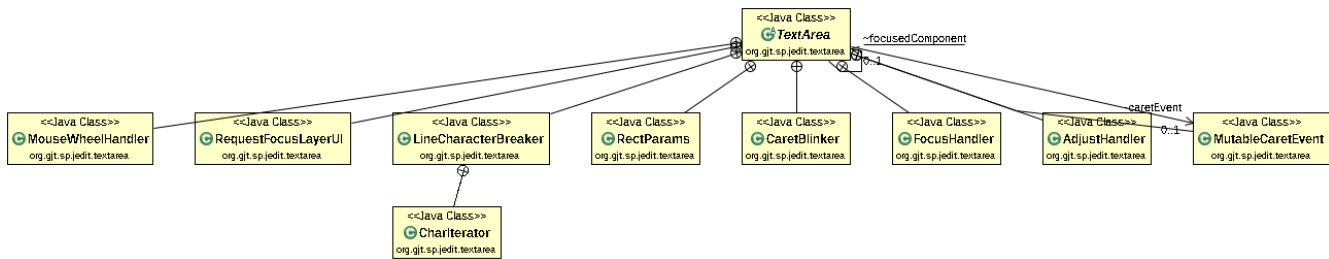 <<Java Class>>
TextArea
org.gjt.sp.jedit.textarea
~focusedComponent
0..1
caretEvent
0..1
<<Java Class>>
MouseWheelHandler
org.gjt.sp.jedit.textarea
<<Java Class>>
RequestFocusLayerUI
org.gjt.sp.jedit.textarea
<<Java Class>>
LineCharacterBreaker
org.gjt.sp.jedit.textarea
<<Java Class>>
RectParams
org.gjt.sp.jedit.textarea
<<Java Class>>
CaretBlinker
org.gjt.sp.jedit.textarea
<<Java Class>>
FocusHandler
org.gjt.sp.jedit.textarea
<<Java Class>>
AdjustHandler
org.gjt.sp.jedit.textarea
<<Java Class>>
MutableCaretEvent
org.gjt.sp.jedit.textarea
<<Java Class>>
CharIterator
org.gjt.sp.jedit.textarea